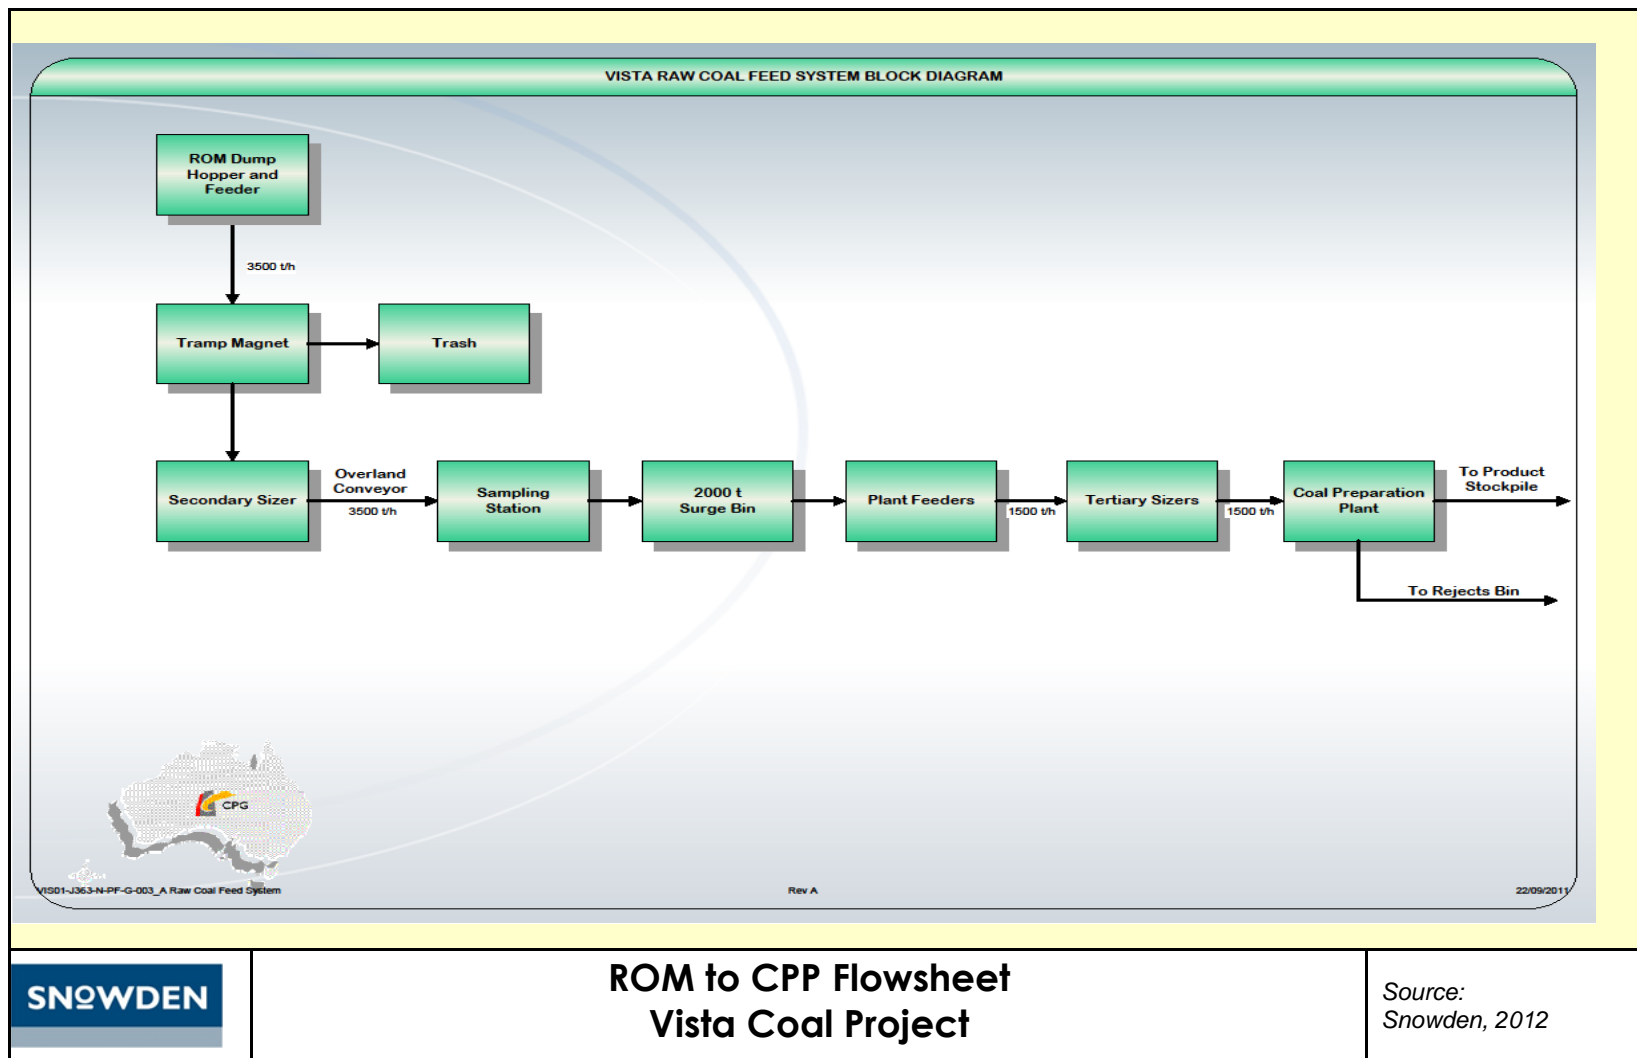 VISTA RAW COAL FEED SYSTEM BLOCK DIAGRAM
ROM Dump
Hopper and
Feeder
3500 t/h
Tramp Magnet
Trash
Secondary Sizer
Overland
Conveyor
3500 t/h
Sampling
Station
2000 t
Surge Bin
Plant Feeders
1500 t/h
Tertiary Sizers
1500 t/h
Coal Preparation
Plant
To Product
Stockpile
To Rejects Bin
CPG
VIS01-J363-N-PF-G-003_A Raw Coal Feed System
Rev A
22/09/2011
SNOWDEN
ROM to CPP Flowsheet
Vista Coal Project
Source:
Snowden, 2012